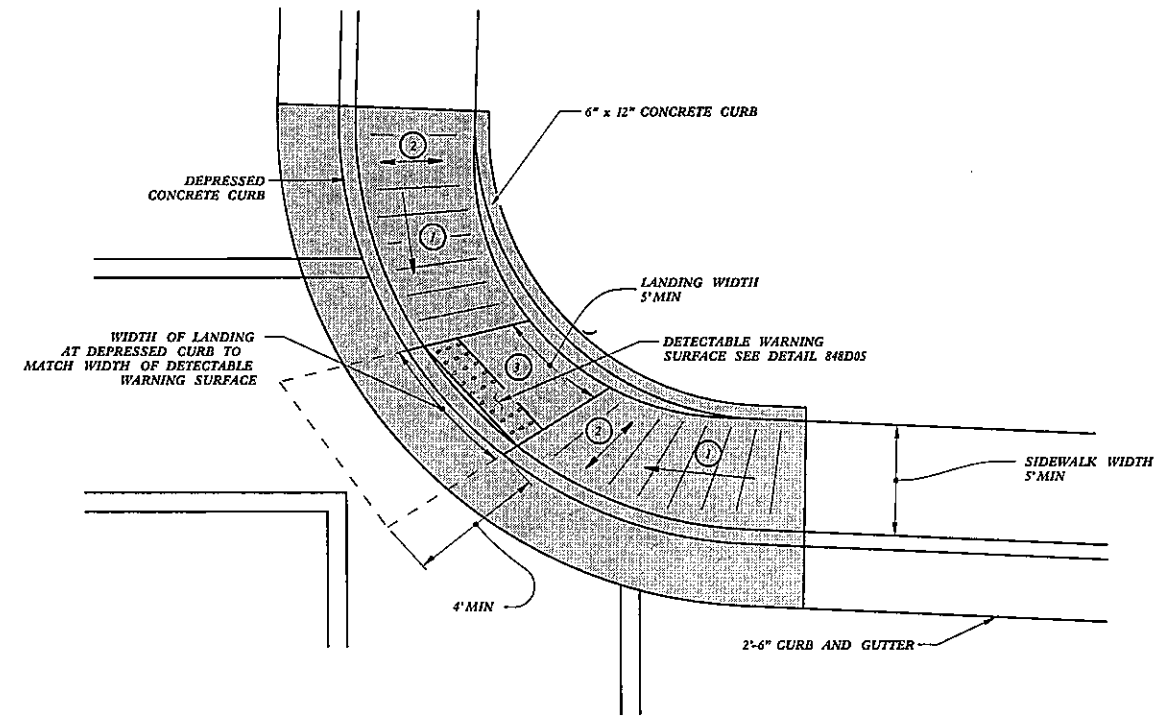 6" x 12" CONCRETE CURB
2
DEPRESSED
CONCRETE CURB
1
LANDING WIDTH
5'MIN
WIDTH OF LANDING
AT DEPRESSED CURB TO
MATCH WIDTH OF DETECTABLE
WARNING SURFACE
DETECTABLE WARNING
SURFACE SEE DETAIL 848D05
3
2
1
SIDEWALK WIDTH
5'MIN
4'MIN
2'-6" CURB AND GUTTER